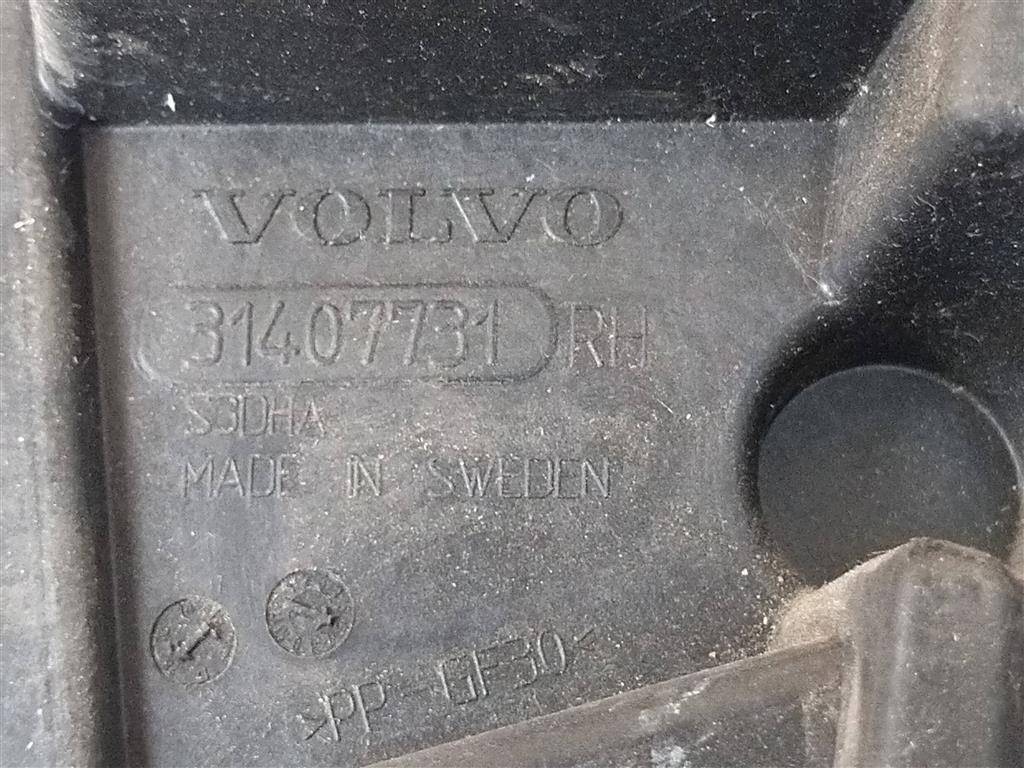 VOLVO
31407731 RH
S3DHA
MADE IN SWEDEN
>PP-GF30<